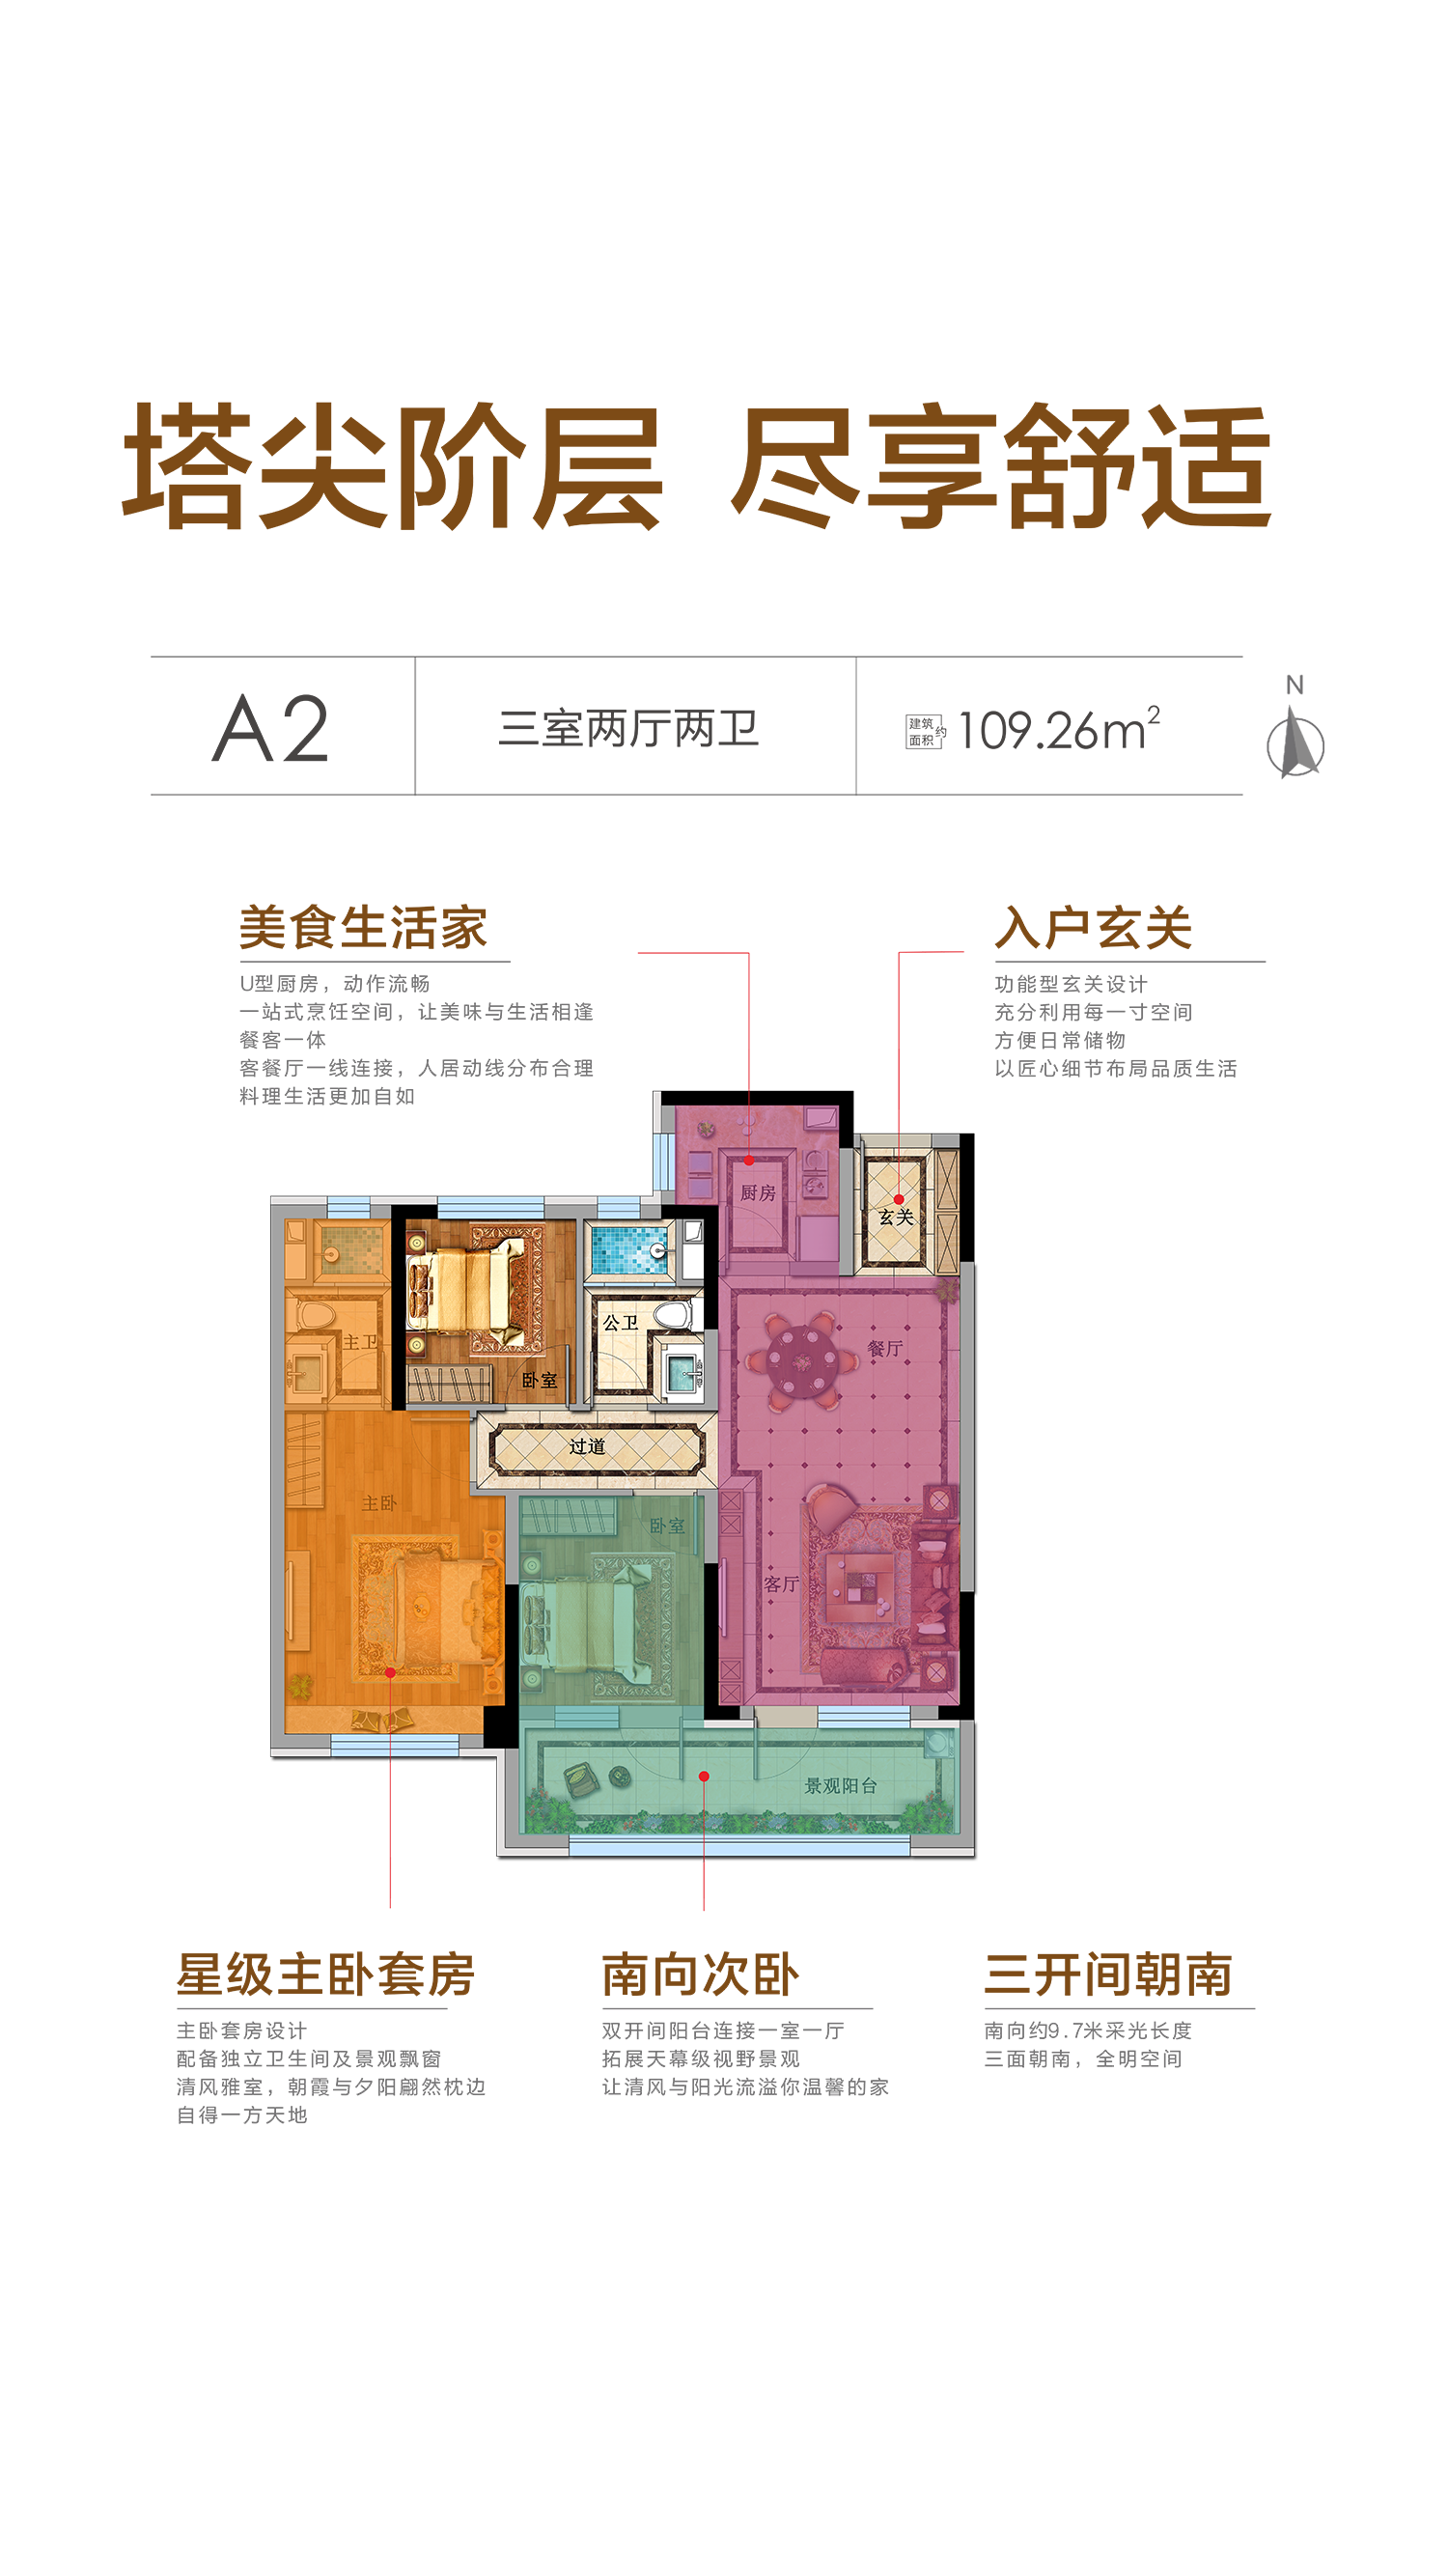 塔尖阶层 尽享舒适
A2
三室两厅两卫
建筑面积约 109.26m²
N
美食生活家
U型厨房，动作流畅
一站式烹饪空间，让美味与生活相逢
餐客一体
客餐厅一线连接，人居动线分布合理
料理生活更加自如
入户玄关
功能型玄关设计
充分利用每一寸空间
方便日常储物
以匠心细节布局品质生活
厨房
玄关
主卫
卧室
公卫
餐厅
过道
主卧
卧室
客厅
景观阳台
星级主卧套房
主卧套房设计
配备独立卫生间及景观飘窗
清风雅室，朝霞与夕阳翩然枕边
自得一方天地
南向次卧
双开间阳台连接一室一厅
拓展天幕级视野景观
让清风与阳光流溢你温馨的家
三开间朝南
南向约9.7米采光长度
三面朝南，全明空间